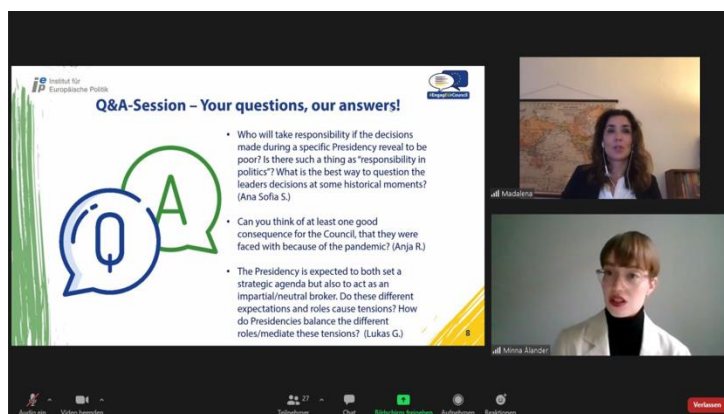 Institut für
Europäische Politik
#EngagEUrCouncil
Q&A-Session – Your questions, our answers!
Q
A
• Who will take responsibility if the decisions
made during a specific Presidency reveal to be
poor? Is there such a thing as "responsibility in
politics"? What is the best way to question the
leaders decisions at some historical moments?
(Ana Sofia S.)
• Can you think of at least one good
consequence for the Council, that they were
faced with because of the pandemic? (Anja R.)
• The Presidency is expected to both set a
strategic agenda but also to act as an
impartial/neutral broker. Do these different
expectations and roles cause tensions? How
do Presidencies balance the different
roles/mediate these tensions? (Lukas G.)
8
Madalena
Minna Ålander
Audio ein
Video beenden
27
Teilnehmer
Chat
Bildschirm freigeben
Aufnehmen
Reaktionen
Verlassen